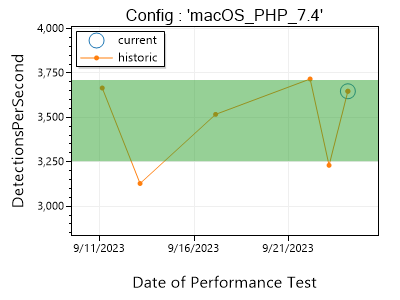 Config : 'macOS_PHP_7.4'
current
historic
4,000
3,750
3,500
3,250
3,000
DetectionsPerSecond
9/11/2023
9/16/2023
9/21/2023
Date of Performance Test